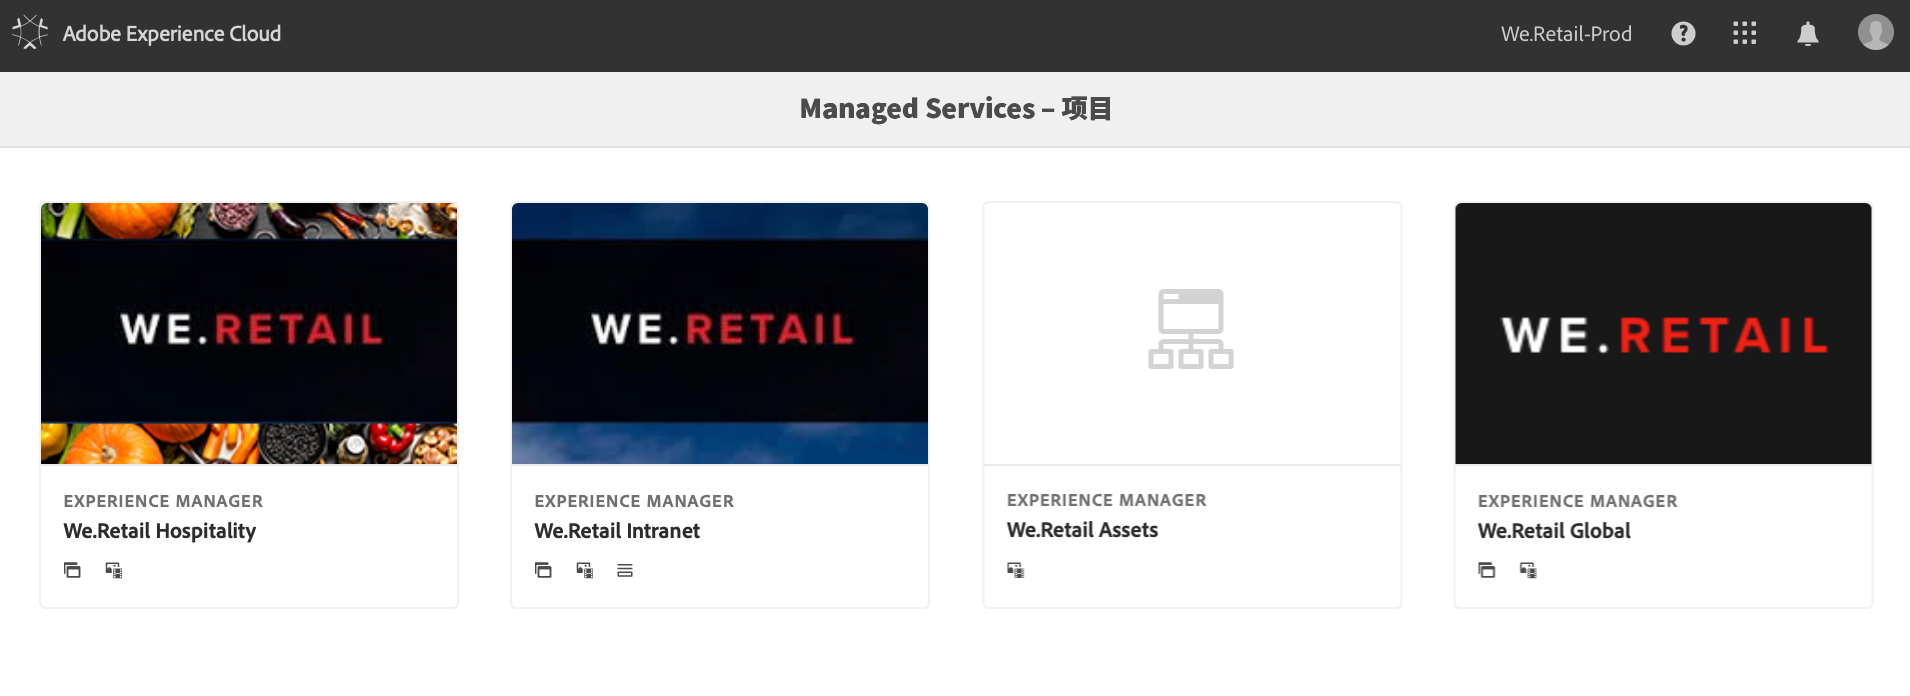 Adobe Experience Cloud
We.Retail-Prod
Managed Services – 项目
WE.RETAIL
EXPERIENCE MANAGER
We.Retail Hospitality
WE.RETAIL
EXPERIENCE MANAGER
We.Retail Intranet
EXPERIENCE MANAGER
We.Retail Assets
WE.RETAIL
EXPERIENCE MANAGER
We.Retail Global